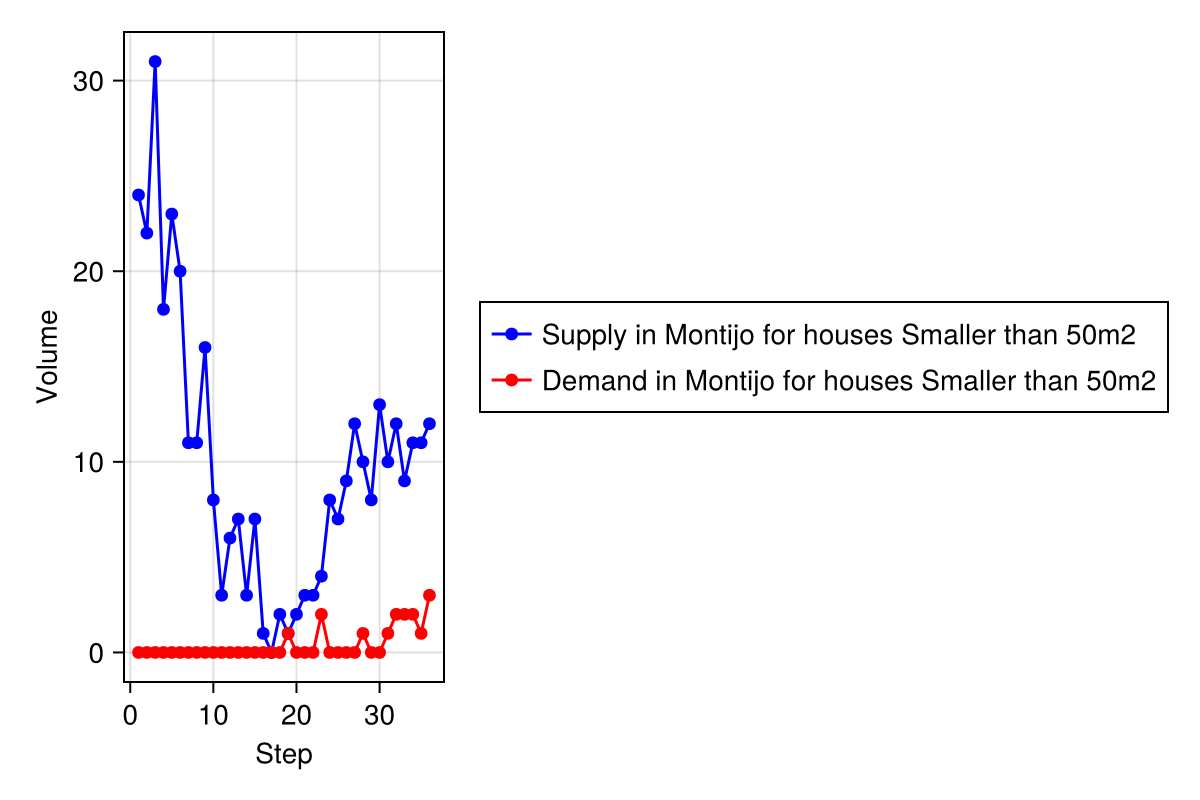 30
20
10
0
Volume
0 10 20 30
Step
Supply in Montijo for houses Smaller than 50m2
Demand in Montijo for houses Smaller than 50m2